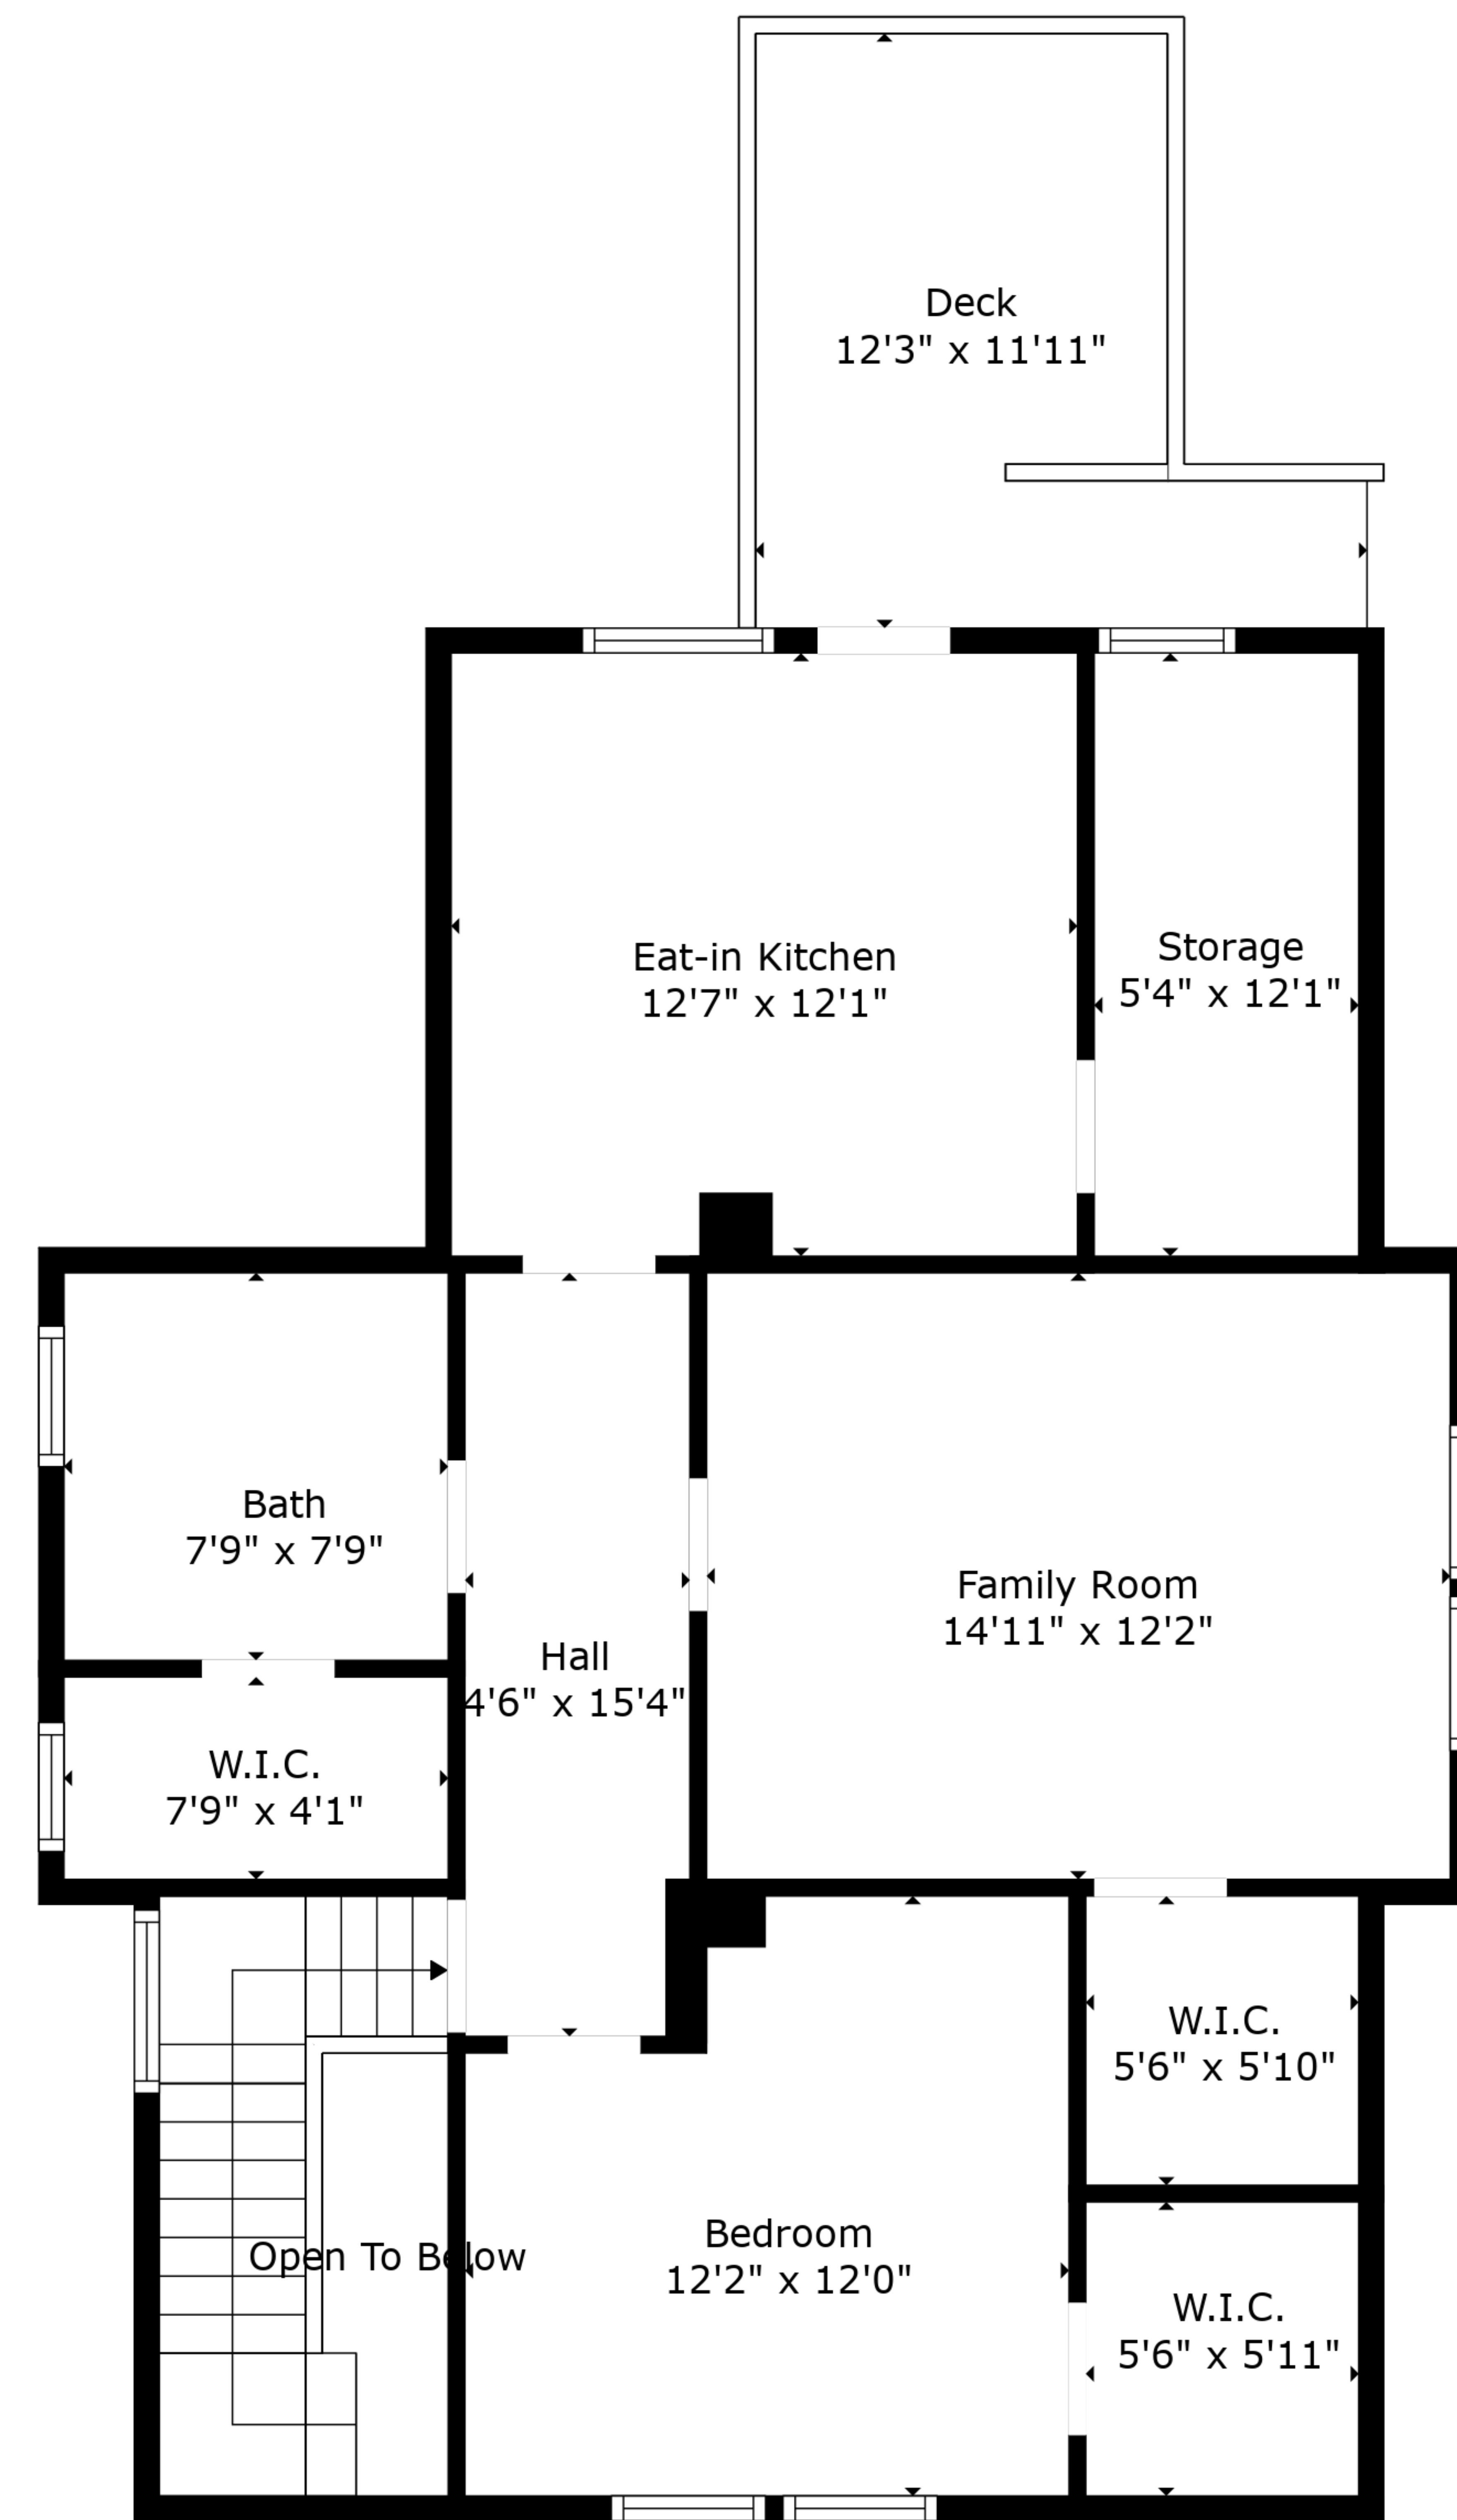 Deck
12'3" x 11'11"
Eat-in Kitchen
12'7" x 12'1"
Storage
5'4" x 12'1"
Bath
7'9" x 7'9"
Family Room
14'11" x 12'2"
Hall
4'6" x 15'4"
W.I.C.
7'9" x 4'1"
W.I.C.
5'6" x 5'10"
Bedroom
12'2" x 12'0"
Open To Below
W.I.C.
5'6" x 5'11"